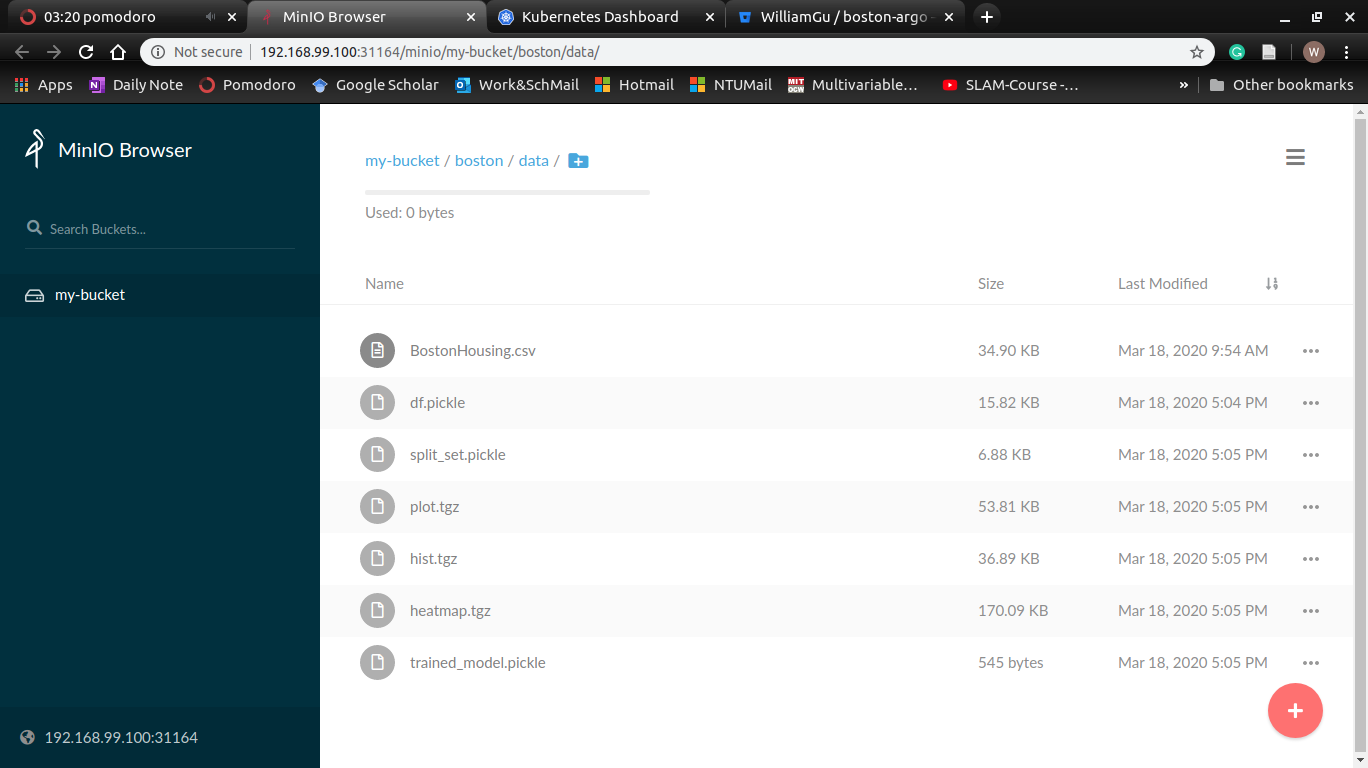 03:20 pomodoro
MinIO Browser
Kubernetes Dashboard
WilliamGu / boston-argo
Not secure
192.168.99.100:31164/minio/my-bucket/boston/data/
W
Apps
Daily Note
Pomodoro
Google Scholar
Work&SchMail
Hotmail
NTUMail
MIT OCW
Multivariable...
SLAM-Course -...
»
Other bookmarks
MinIO Browser
Search Buckets...
my-bucket
192.168.99.100:31164
my-bucket / boston / data /
Used: 0 bytes
Name Size Last Modified
BostonHousing.csv 34.90 KB Mar 18, 2020 9:54 AM
df.pickle 15.82 KB Mar 18, 2020 5:04 PM
split_set.pickle 6.88 KB Mar 18, 2020 5:05 PM
plot.tgz 53.81 KB Mar 18, 2020 5:05 PM
hist.tgz 36.89 KB Mar 18, 2020 5:05 PM
heatmap.tgz 170.09 KB Mar 18, 2020 5:05 PM
trained_model.pickle 545 bytes Mar 18, 2020 5:05 PM